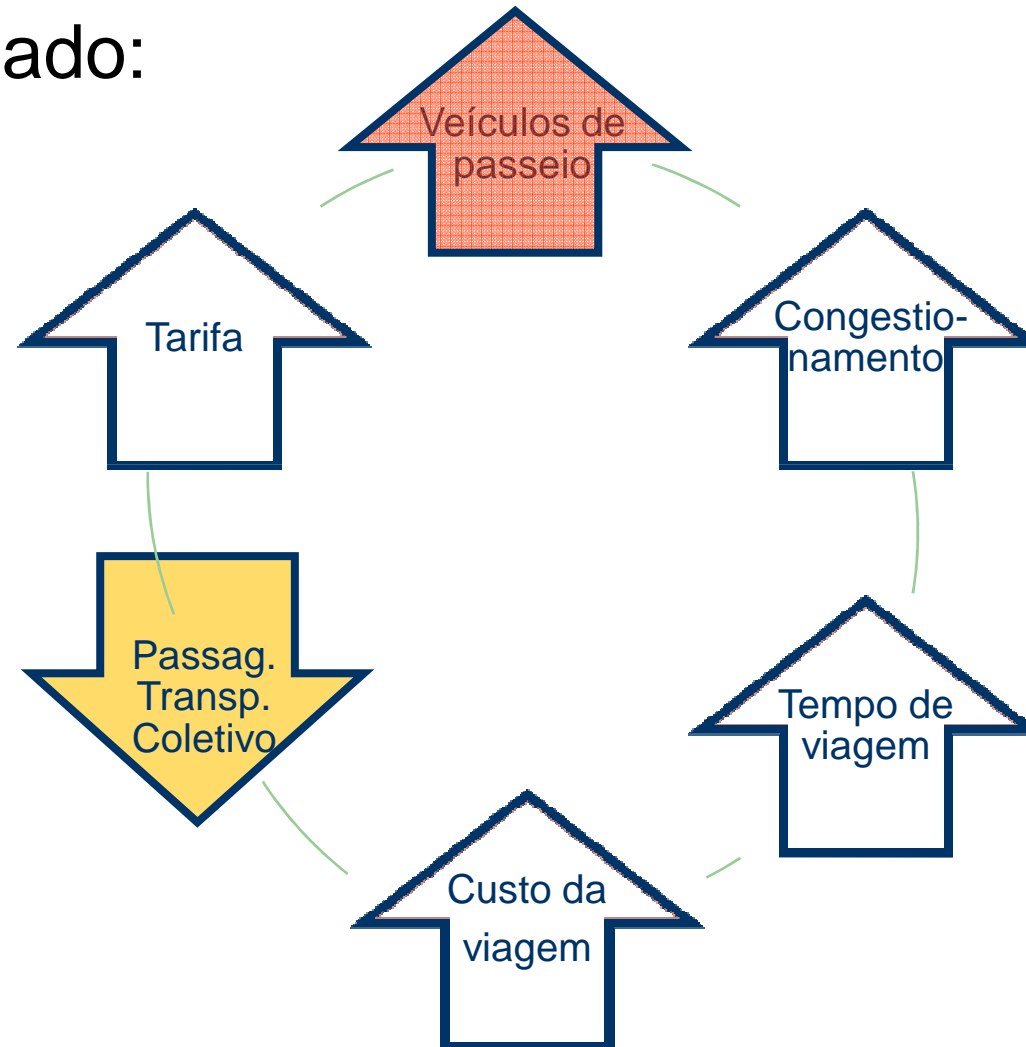 ado:
Veículos de
passeio
Congestio-
namento
Tempo de
viagem
Custo da
viagem
Passag.
Transp.
Coletivo
Tarifa